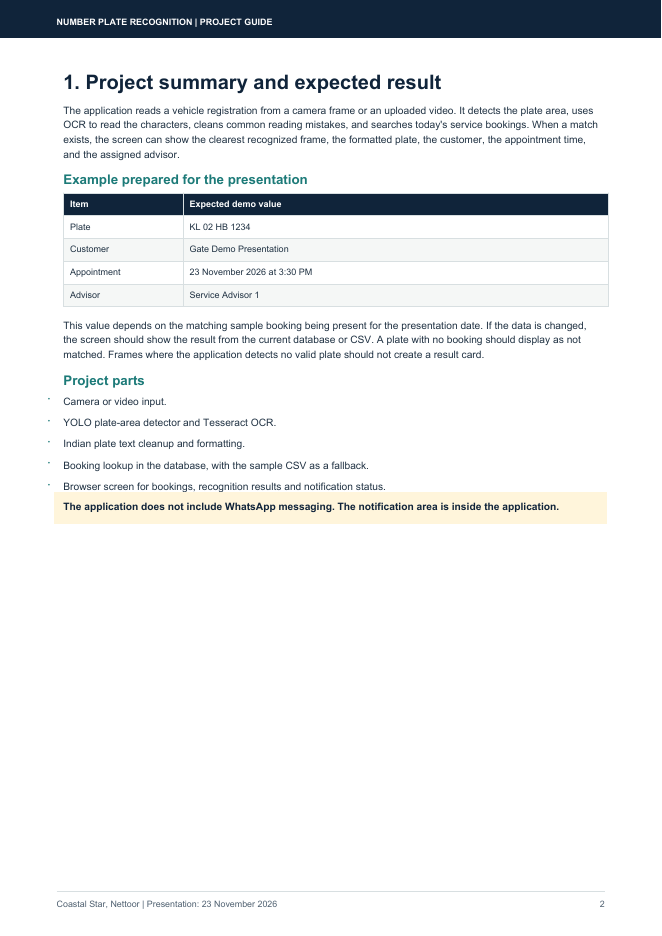 NUMBER PLATE RECOGNITION | PROJECT GUIDE
1. Project summary and expected result
The application reads a vehicle registration from a camera frame or an uploaded video. It detects the plate area, uses
OCR to read the characters, cleans common reading mistakes, and searches today's service bookings. When a match
exists, the screen can show the clearest recognized frame, the formatted plate, the customer, the appointment time,
and the assigned advisor.
Example prepared for the presentation
Item Expected demo value
Plate KL 02 HB 1234
Customer Gate Demo Presentation
Appointment 23 November 2026 at 3:30 PM
Advisor Service Advisor 1
This value depends on the matching sample booking being present for the presentation date. If the data is changed,
the screen should show the result from the current database or CSV. A plate with no booking should display as not
matched. Frames where the application detects no valid plate should not create a result card.
Project parts
Camera or video input.
YOLO plate-area detector and Tesseract OCR.
Indian plate text cleanup and formatting.
Booking lookup in the database, with the sample CSV as a fallback.
Browser screen for bookings, recognition results and notification status.
The application does not include WhatsApp messaging. The notification area is inside the application.
Coastal Star, Nettoor | Presentation: 23 November 2026 2